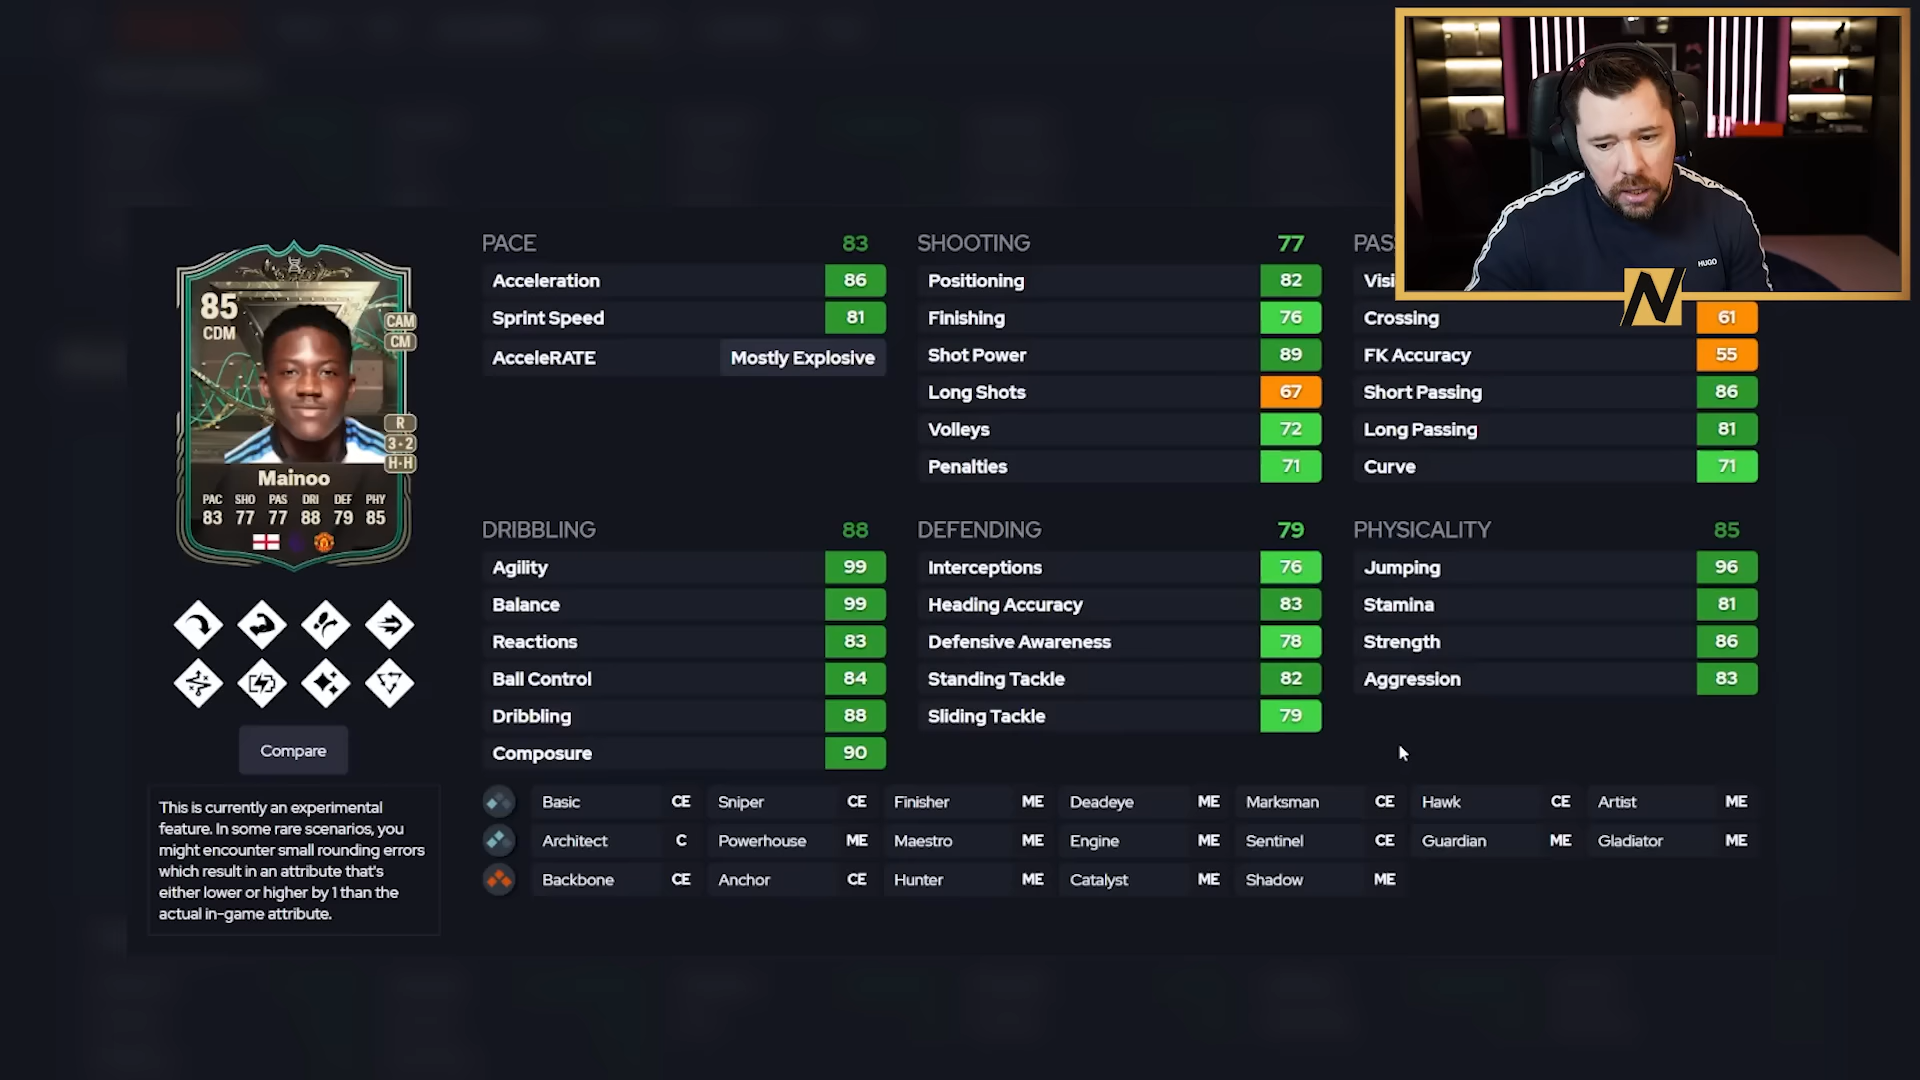 HUGO
N
85
CDM
CAM
CM
R
3 · 2
H·H
Mainoo
PAC SHO PAS DRI DEF PHY
83 77 77 88 79 85
Compare
This is currently an experimental
feature. In some rare scenarios, you
might encounter small rounding errors
which result in an attribute that's
either lower or higher by 1 than the
actual in-game attribute.
PACE 83
Acceleration 86
Sprint Speed 81
AcceleRATE Mostly Explosive
SHOOTING 77
Positioning 82
Finishing 76
Shot Power 89
Long Shots 67
Volleys 72
Penalties 71
PAS
Visi
Crossing 61
FK Accuracy 55
Short Passing 86
Long Passing 81
Curve 71
DRIBBLING 88
Agility 99
Balance 99
Reactions 83
Ball Control 84
Dribbling 88
Composure 90
DEFENDING 79
Interceptions 76
Heading Accuracy 83
Defensive Awareness 78
Standing Tackle 82
Sliding Tackle 79
PHYSICALITY 85
Jumping 96
Stamina 81
Strength 86
Aggression 83
Basic CE Sniper CE Finisher ME Deadeye ME Marksman CE Hawk CE Artist ME
Architect C Powerhouse ME Maestro ME Engine ME Sentinel CE Guardian ME Gladiator ME
Backbone CE Anchor CE Hunter ME Catalyst ME Shadow ME